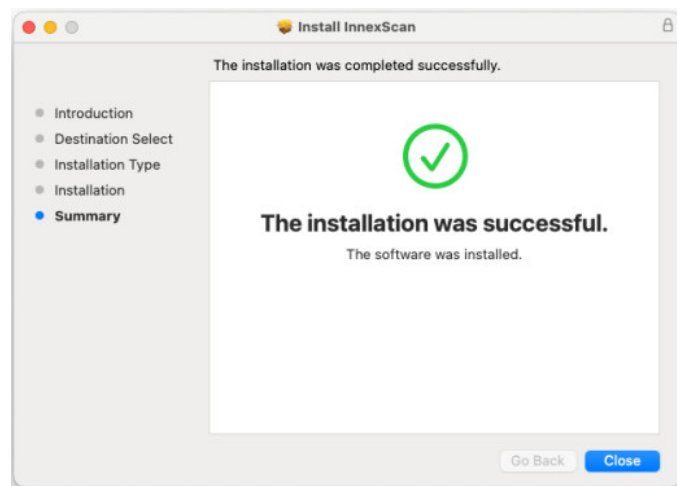 Install InnexScan
The installation was completed successfully.
Introduction
Destination Select
Installation Type
Installation
Summary
The installation was successful.
The software was installed.
Go Back
Close